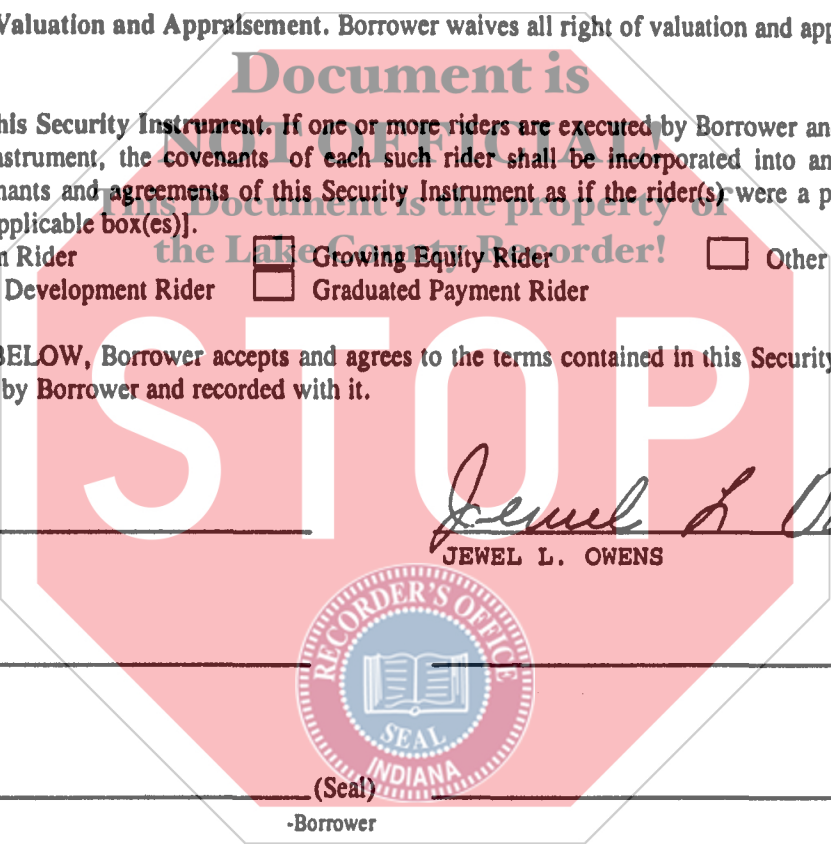 Valuation and Appraisement. Borrower waives all right of valuation and app
Document is
his Security Instrument. If one or more riders are executed by Borrower an
NOT OFFICIAL!
nstrument, the covenants of each such rider shall be incorporated into an
nants and agreements of this Security Instrument as if the rider(s) were a p
This Document is the property of
pplicable box(es)].
the Lake County Recorder!
n Rider Growing Equity Rider Other
Development Rider Graduated Payment Rider
BELOW, Borrower accepts and agrees to the terms contained in this Security
by Borrower and recorded with it.
STOP
Jewel L Ow
JEWEL L. OWENS
RECORDER'S OFFICE
SEAL
INDIANA
(Seal)
-Borrower